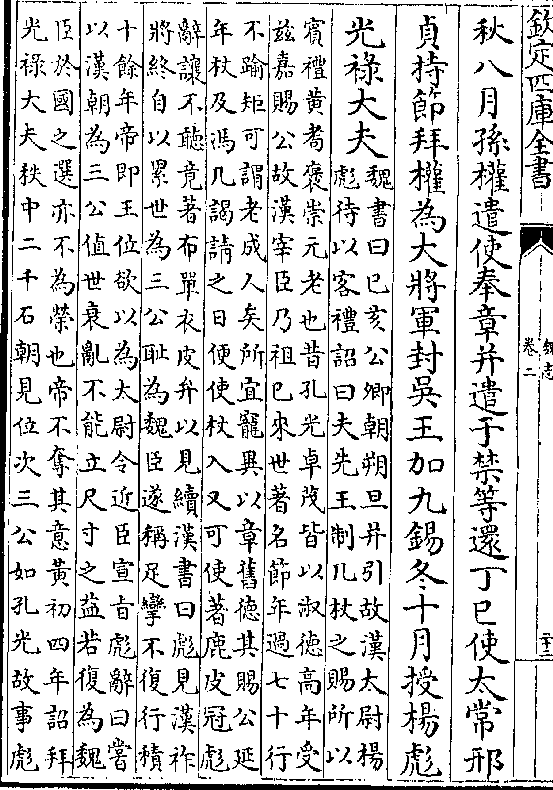 欽定四庫全書
魏志
卷二
秋八月孫權遣使奉章并遣于禁等還丁巳使太常邢
貞持節拜權為大將軍封吳王加九錫冬十月授楊彪
光祿大夫
魏書曰已亥公卿朝朔旦并引故漢太尉楊
彪待以客禮詔曰夫先王制几杖之賜所以
賓禮黃耇褒崇元老也昔孔光卓茂皆以淑德高年受
茲嘉賜公故漢宰臣乃祖已來世著名節年過七十行
不踰矩可謂老成人矣所宜寵異以章舊德其賜公延
年杖及馮几謁請之日便使杖入又可使著鹿皮冠彪
辭讓不聽竟著布單衣皮弁以見續漢書曰彪見漢祚
將終自以累世為三公恥為魏臣遂稱足攣不復行積
十餘年帝即王位欲以為太尉令近臣宣旨彪辭曰嘗
以漢朝為三公值世衰亂不能立尺寸之益若復為魏
臣於國之選亦不為榮也帝不奪其意黃初四年詔拜
光祿大夫秩中二千石朝見位次三公如孔光故事彪